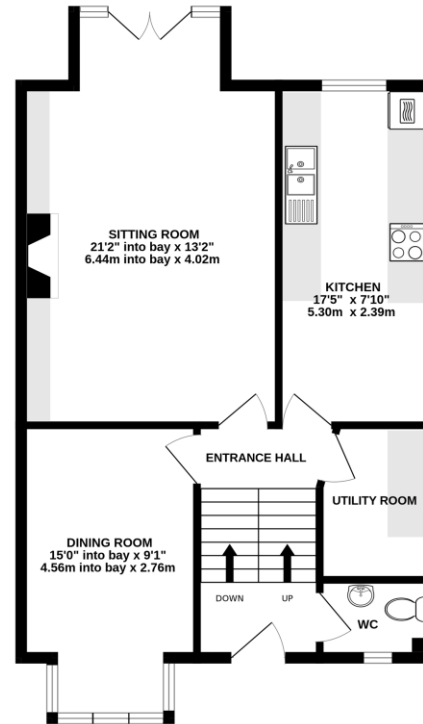 SITTING ROOM
21'2" into bay x 13'2"
6.44m into bay x 4.02m
KITCHEN
17'5" x 7'10"
5.30m x 2.39m
ENTRANCE HALL
UTILITY ROOM
DINING ROOM
15'0" into bay x 9'1"
4.56m into bay x 2.76m
DOWN
UP
WC